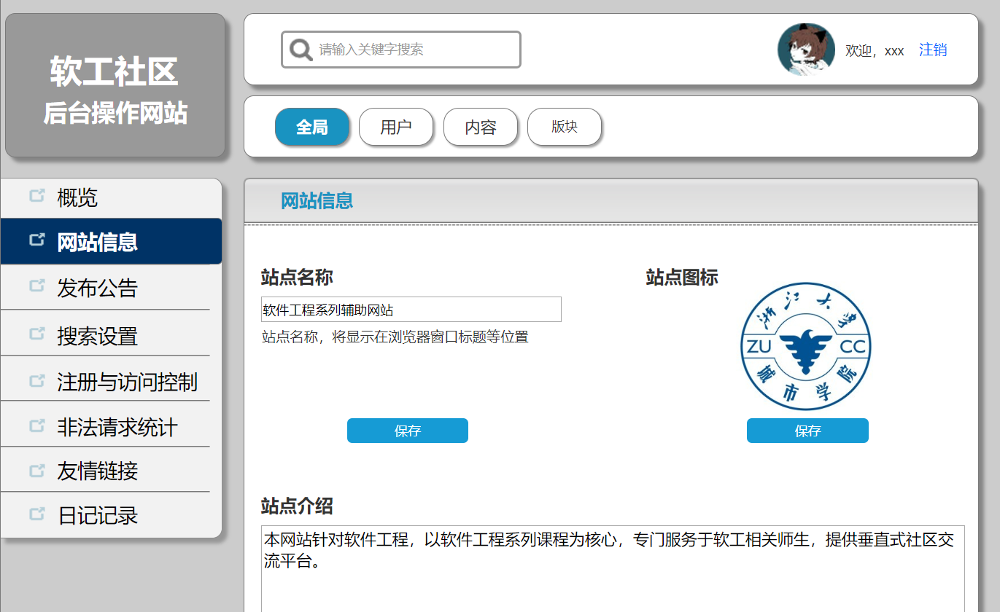 软工社区
后台操作网站
请输入关键字搜索
欢迎，xxx 注销
全局 用户 内容 版块
概览
网站信息
发布公告
搜索设置
注册与访问控制
非法请求统计
友情链接
日记记录
网站信息
站点名称
软件工程系列辅助网站
站点名称，将显示在浏览器窗口标题等位置
保存
站点图标
浙江大学
ZU CC
城市学院
保存
站点介绍
本网站针对软件工程，以软件工程系列课程为核心，专门服务于软工相关师生，提供垂直式社区交
流平台。